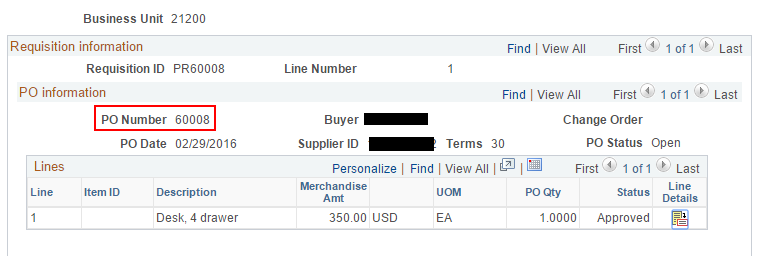 Business Unit 21200
Requisition information Find | View All First 1 of 1 Last
Requisition ID PR60008 Line Number 1
PO information Find | View All First 1 of 1 Last
PO Number 60008 Buyer Change Order
PO Date 02/29/2016 Supplier ID Terms 30 PO Status Open
Lines Personalize | Find | View All | | First 1 of 1 Last
Line Item ID Description Merchandise Amt UOM PO Qty Status Line Details
1 Desk, 4 drawer 350.00 USD EA 1.0000 Approved